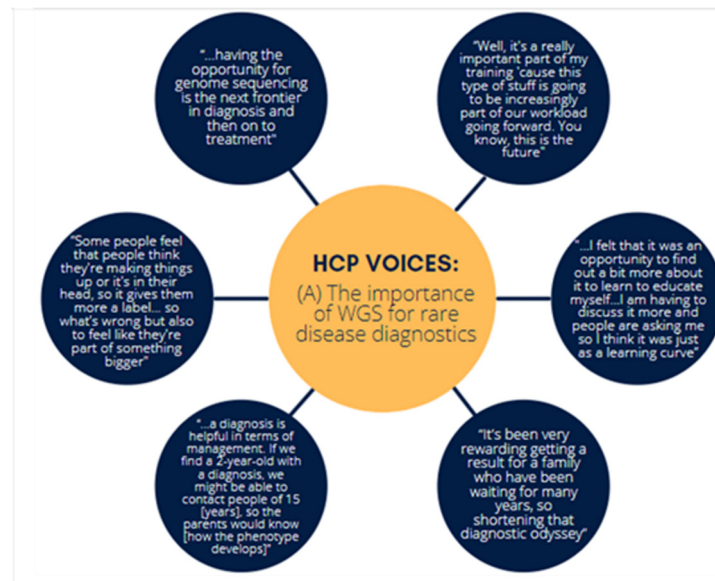 "...having the
opportunity for
genome sequencing
is the next frontier
in diagnosis and
then on to
treatment"
"Well, it's a really
important part of my
training 'cause this
type of stuff is going
to be increasingly
part of our workload
going forward. You
know, this is the
future"
"Some people feel
that people think
they're making things
up or it's in their
head, so it gives them
more a label... so
what's wrong but also
to feel like they're
part of something
bigger"
HCP VOICES:
(A) The importance
of WGS for rare
disease diagnostics
"...I felt that it was an
opportunity to find
out a bit more about
it to learn to educate
myself...I am having to
discuss it more and
people are asking me
so I think it was just
as a learning curve"
"...a diagnosis is
helpful in terms of
management. If we
find a 2-year-old with
a diagnosis, we
might be able to
contact people of 15
[years], so the
parents would know
[how the phenotype
develops]"
"It's been very
rewarding getting a
result for a family
who have been
waiting for many
years, so
shortening that
diagnostic odyssey"